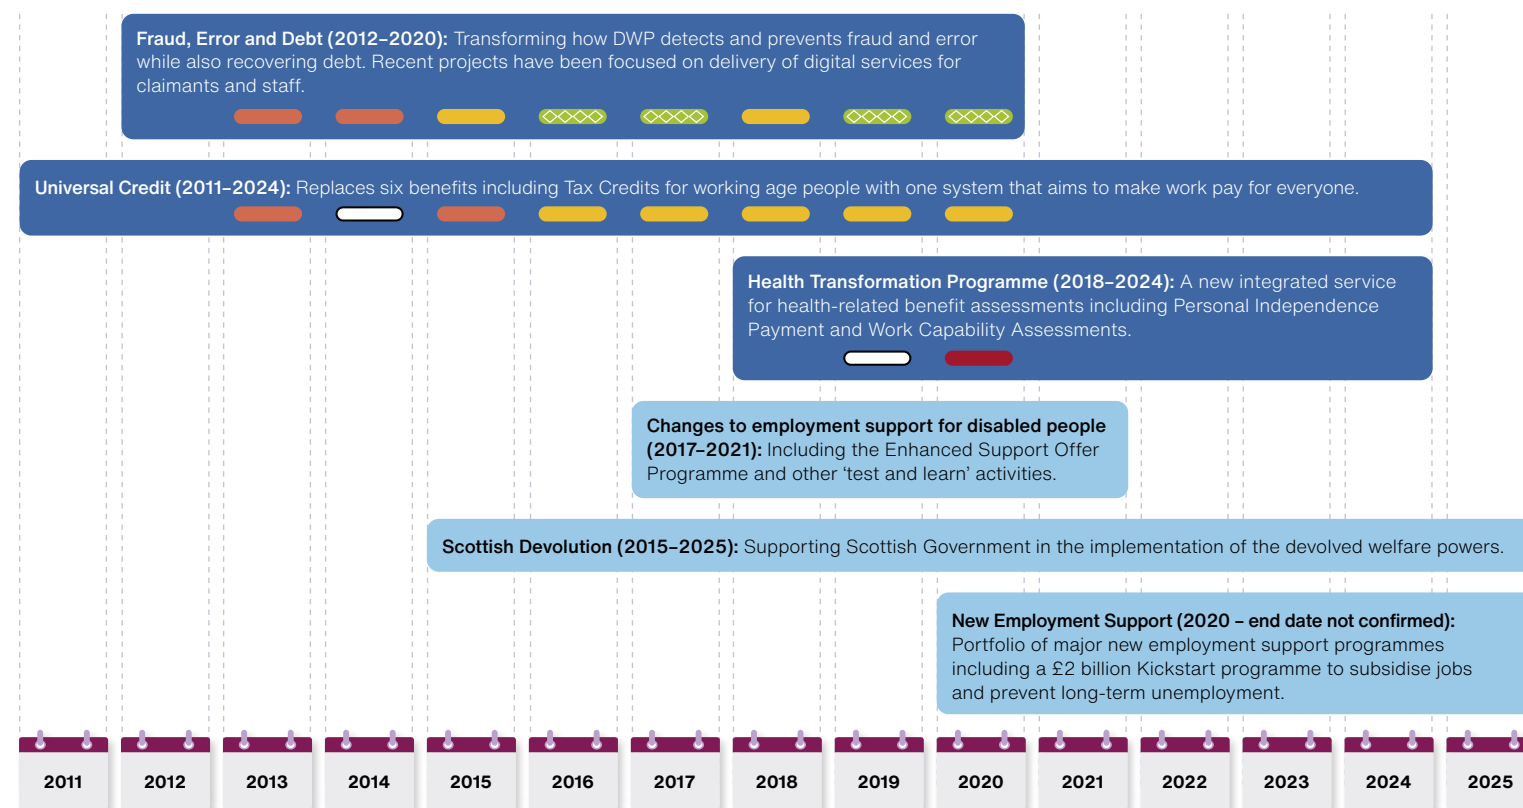 Fraud, Error and Debt (2012–2020): Transforming how DWP detects and prevents fraud and error
while also recovering debt. Recent projects have been focused on delivery of digital services for
claimants and staff.
Universal Credit (2011–2024): Replaces six benefits including Tax Credits for working age people with one system that aims to make work pay for everyone.
Health Transformation Programme (2018–2024): A new integrated service
for health-related benefit assessments including Personal Independence
Payment and Work Capability Assessments.
Changes to employment support for disabled people
(2017–2021): Including the Enhanced Support Offer
Programme and other ‘test and learn’ activities.
Scottish Devolution (2015–2025): Supporting Scottish Government in the implementation of the devolved welfare powers.
New Employment Support (2020 – end date not confirmed):
Portfolio of major new employment support programmes
including a £2 billion Kickstart programme to subsidise jobs
and prevent long-term unemployment.
2011 2012 2013 2014 2015 2016 2017 2018 2019 2020 2021 2022 2023 2024 2025